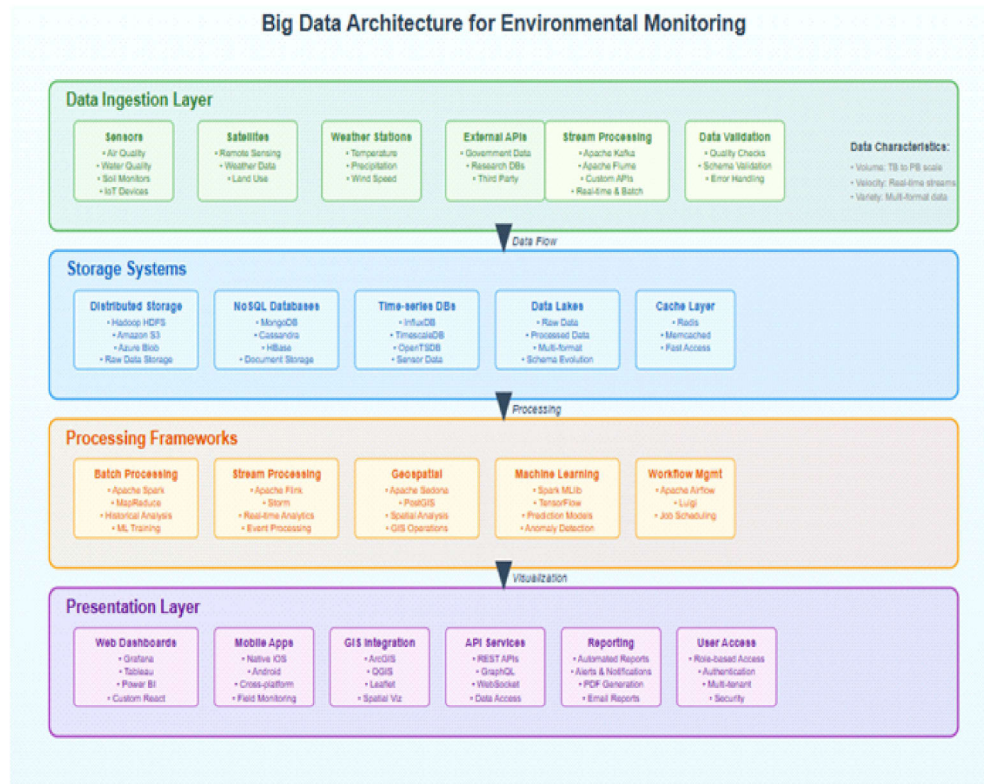 Big Data Architecture for Environmental Monitoring
Data Ingestion Layer
Sensors
• Air Quality
• Water Quality
• Soil Monitors
• IoT Devices
Satellites
• Remote Sensing
• Weather Data
• Land Use
Weather Stations
• Temperature
• Precipitation
• Wind Speed
External APIs
• Government Data
• Research DBs
• Third Party
Stream Processing
• Apache Kafka
• Apache Flume
• Custom APIs
• Real-time & Batch
Data Validation
• Quality Checks
• Schema Validation
• Error Handling
Data Characteristics:
• Volume: TB to PB scale
• Velocity: Real-time streams
• Variety: Multi-format data
Data Flow
Storage Systems
Distributed Storage
• Hadoop HDFS
• Amazon S3
• Azure Blob
• Raw Data Storage
NoSQL Databases
• MongoDB
• Cassandra
• HBase
• Document Storage
Time-series DBs
• InfluxDB
• TimescaleDB
• OpenTSDB
• Sensor Data
Data Lakes
• Raw Data
• Processed Data
• Multi-format
• Schema Evolution
Cache Layer
• Redis
• Memcached
• Fast Access
Processing
Processing Frameworks
Batch Processing
• Apache Spark
• MapReduce
• Historical Analysis
• ML Training
Stream Processing
• Apache Flink
• Storm
• Real-time Analytics
• Event Processing
Geospatial
• Apache Sedona
• PostGIS
• Spatial Analysis
• GIS Operations
Machine Learning
• Spark MLlib
• TensorFlow
• Prediction Models
• Anomaly Detection
Workflow Mgmt
• Apache Airflow
• Luigi
• Job Scheduling
Visualization
Presentation Layer
Web Dashboards
• Grafana
• Tableau
• Power BI
• Custom React
Mobile Apps
• Native iOS
• Android
• Cross-platform
• Field Monitoring
GIS Integration
• ArcGIS
• QGIS
• Leaflet
• Spatial Viz
API Services
• REST APIs
• GraphQL
• WebSocket
• Data Access
Reporting
• Automated Reports
• Alerts & Notifications
• PDF Generation
• Email Reports
User Access
• Role-based Access
• Authentication
• Multi-tenant
• Security